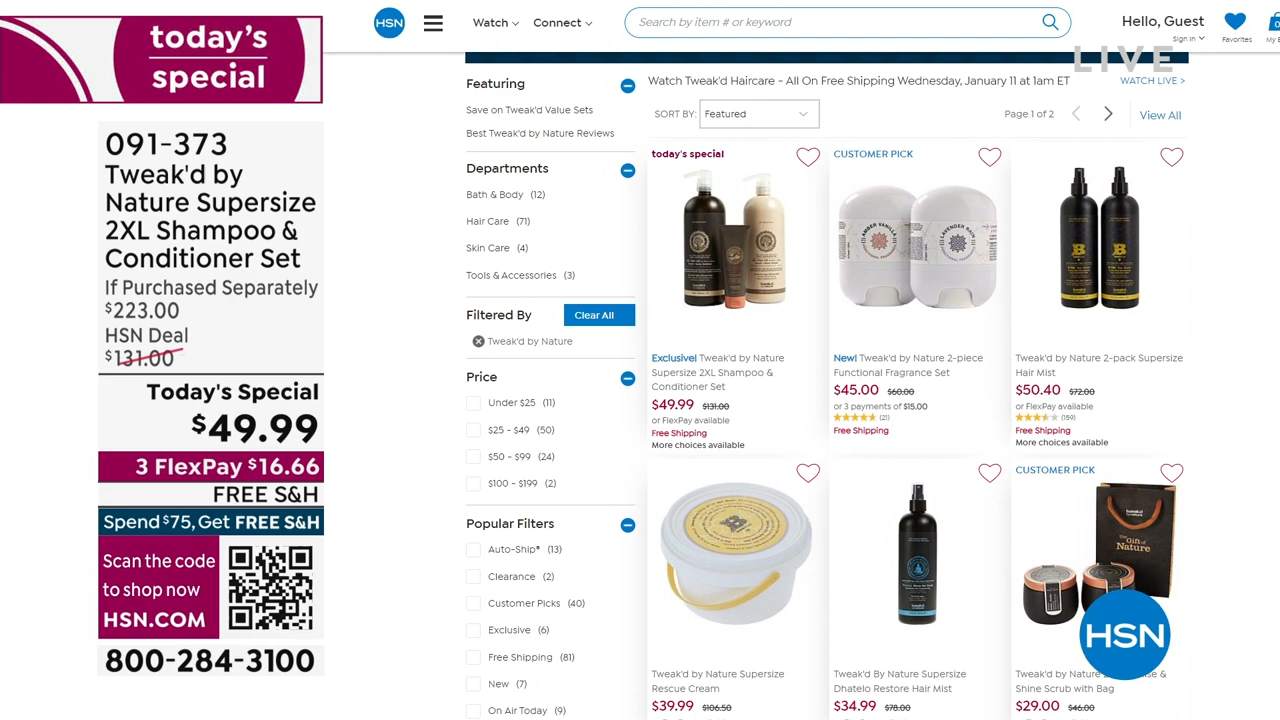 today's
special
091-373
Tweak'd by
Nature Supersize
2XL Shampoo &
Conditioner Set
If Purchased Separately
$223.00
HSN Deal
$131.00
Today's Special
$49.99
3 FlexPay $16.66
FREE S&H
Spend $75, Get FREE S&H
Scan the code
to shop now
HSN.COM
800-284-3100
HSN
Watch
Connect
Search by item # or keyword
Hello, Guest
Sign In
Favorites
LIVE
Featuring
Save on Tweak'd Value Sets
Best Tweak'd by Nature Reviews
Departments
Bath & Body (12)
Hair Care (71)
Skin Care (4)
Tools & Accessories (3)
Filtered By
Clear All
Tweak'd by Nature
Price
Under $25 (11)
$25 - $49 (50)
$50 - $99 (24)
$100 - $199 (2)
Popular Filters
Auto-Ship® (13)
Clearance (2)
Customer Picks (40)
Exclusive (6)
Free Shipping (81)
New (7)
On Air Today (9)
Watch Tweak'd Haircare - All On Free Shipping Wednesday, January 11 at 1am ET
WATCH LIVE >
SORT BY: Featured
Page 1 of 2
View All
today's special
Exclusive! Tweak'd by Nature
Supersize 2XL Shampoo &
Conditioner Set
$49.99 $131.00
or FlexPay available
Free Shipping
More choices available
CUSTOMER PICK
AMBER VANILLA
LAVENDER RAIN
New! Tweak'd by Nature 2-piece
Functional Fragrance Set
$45.00 $60.00
or 3 payments of $15.00
(21)
Free Shipping
Tweak'd by Nature 2-pack Supersize
Hair Mist
$50.40 $72.00
or FlexPay available
(159)
Free Shipping
More choices available
Tweak'd by Nature Supersize
Rescue Cream
$39.99 $106.50
Tweak'd By Nature Supersize
Dhatelo Restore Hair Mist
$34.99 $78.00
CUSTOMER PICK
The Gift of
Nature
HSN
Tweak'd by Nature
Shine Scrub with Bag
$29.00 $46.00